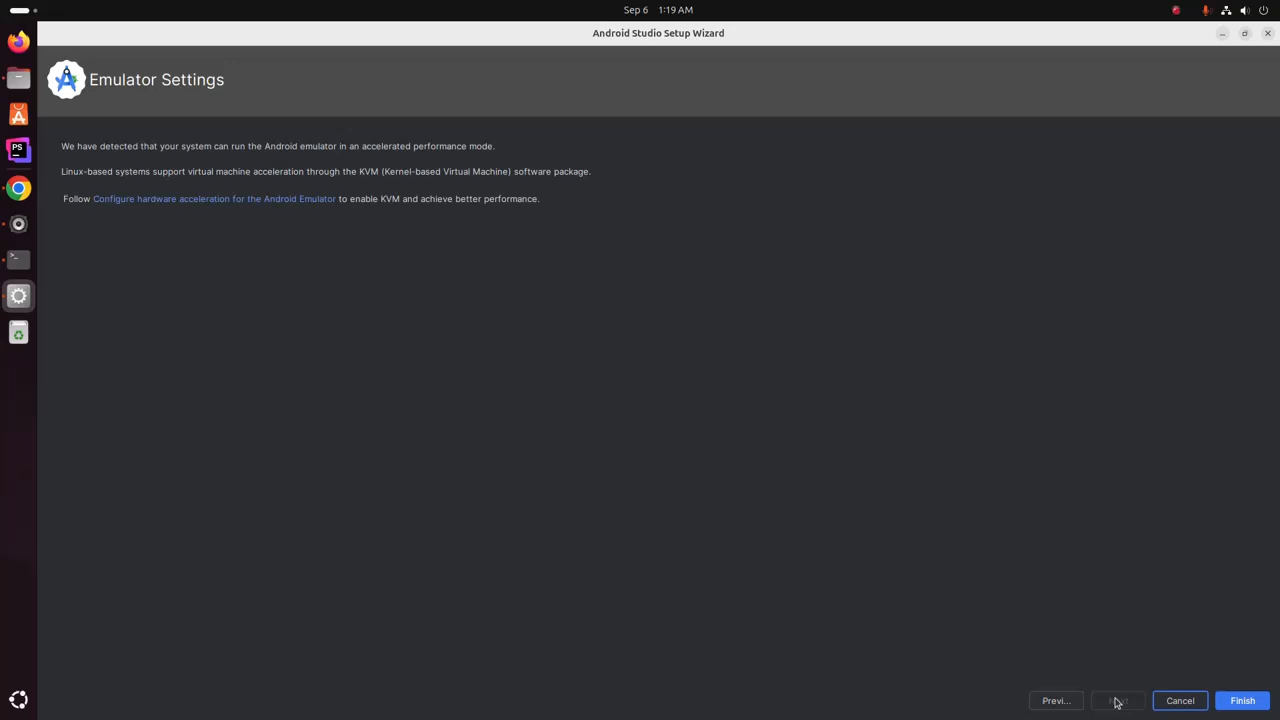 Sep 6 1:19 AM
Android Studio Setup Wizard
Emulator Settings
We have detected that your system can run the Android emulator in an accelerated performance mode.
Linux-based systems support virtual machine acceleration through the KVM (Kernel-based Virtual Machine) software package.
Follow Configure hardware acceleration for the Android Emulator to enable KVM and achieve better performance.
PS
Previ... Cancel Finish